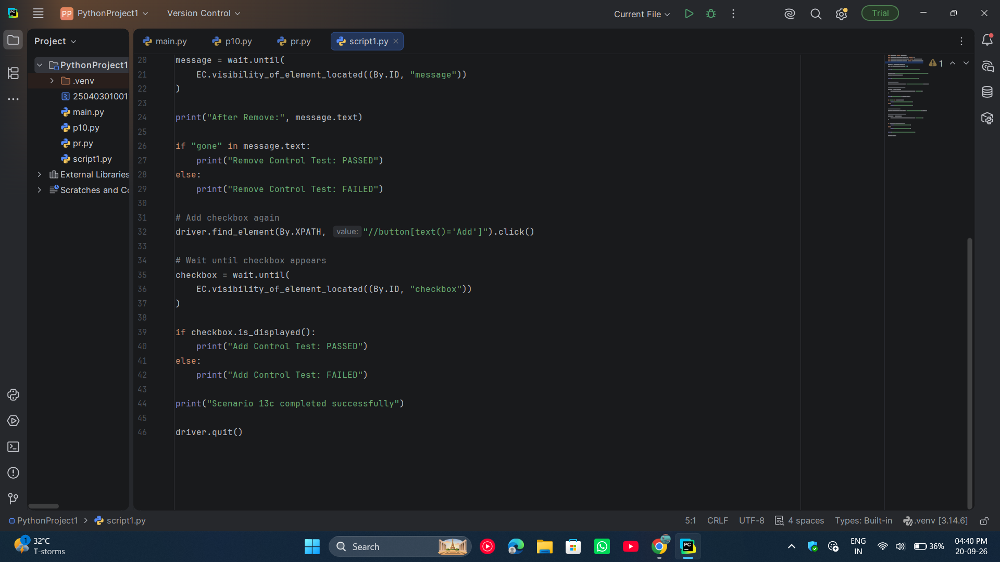 PC
PP PythonProject1
Version Control
Current File
Trial
Project
main.py
p10.py
pr.py
script1.py
PythonProject1
.venv
25040301001
main.py
p10.py
pr.py
script1.py
External Libraries
Scratches and Co
1
20 message = wait.until(
21 EC.visibility_of_element_located((By.ID, "message"))
22 )
23
24 print("After Remove:", message.text)
25
26 if "gone" in message.text:
27 print("Remove Control Test: PASSED")
28 else:
29 print("Remove Control Test: FAILED")
30
31 # Add checkbox again
32 driver.find_element(By.XPATH, value: "//button[text()='Add']").click()
33
34 # Wait until checkbox appears
35 checkbox = wait.until(
36 EC.visibility_of_element_located((By.ID, "checkbox"))
37 )
38
39 if checkbox.is_displayed():
40 print("Add Control Test: PASSED")
41 else:
42 print("Add Control Test: FAILED")
43
44 print("Scenario 13c completed successfully")
45
46 driver.quit()
PythonProject1 > script1.py
5:1 CRLF UTF-8 4 spaces Types: Built-in .venv [3.14.6]
1
32°C
T-storms
Search
PC
ENG
IN
36%
04:40 PM
20-09-26